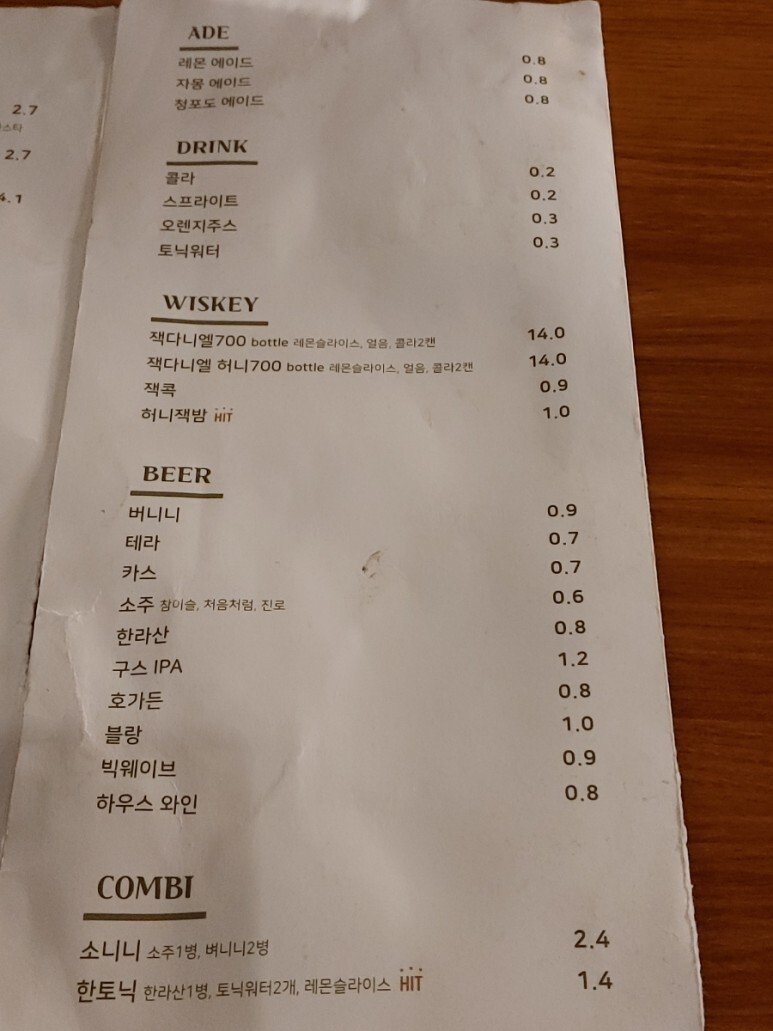 2.7
2.7
4.1
ADE
레몬 에이드 0.8
자몽 에이드 0.8
청포도 에이드 0.8
DRINK
콜라 0.2
스프라이트 0.2
오렌지주스 0.3
토닉워터 0.3
WISKEY
잭다니엘700 bottle 레몬슬라이스, 얼음, 콜라2캔 14.0
잭다니엘 허니700 bottle 레몬슬라이스, 얼음, 콜라2캔 14.0
잭콕 0.9
허니잭밤 HIT 1.0
BEER
버니니 0.9
테라 0.7
카스 0.7
소주 참이슬, 처음처럼, 진로 0.6
한라산 0.8
구스 IPA 1.2
호가든 0.8
블랑 1.0
빅웨이브 0.9
하우스 와인 0.8
COMBI
소니니 소주1병, 벼니니2병 2.4
한토닉 한라산1병, 토닉워터2개, 레몬슬라이스 HIT 1.4